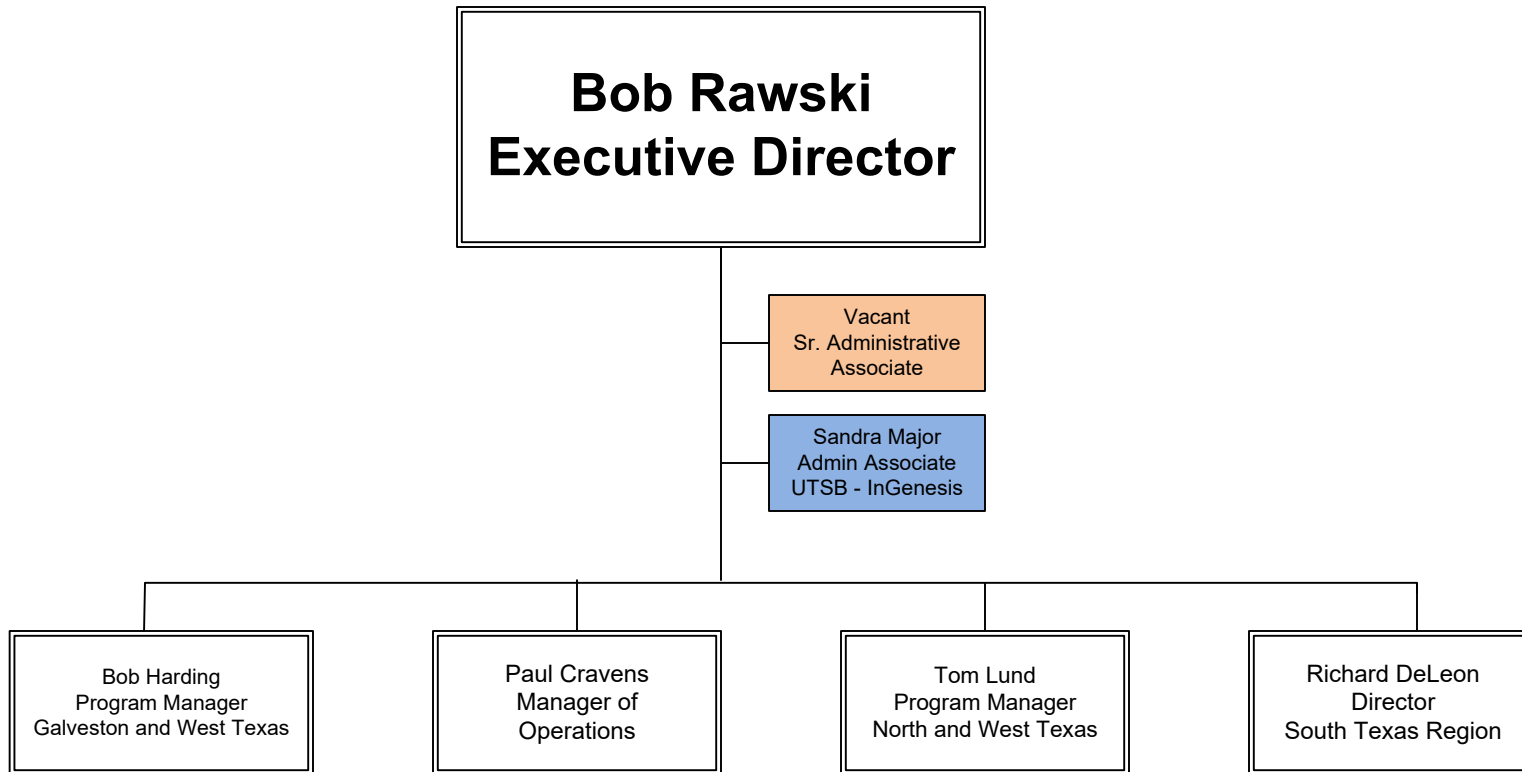 Bob Rawski
Executive Director
Vacant
Sr. Administrative
Associate
Sandra Major
Admin Associate
UTSB - InGenesis
Bob Harding
Program Manager
Galveston and West Texas
Paul Cravens
Manager of
Operations
Tom Lund
Program Manager
North and West Texas
Richard DeLeon
Director
South Texas Region